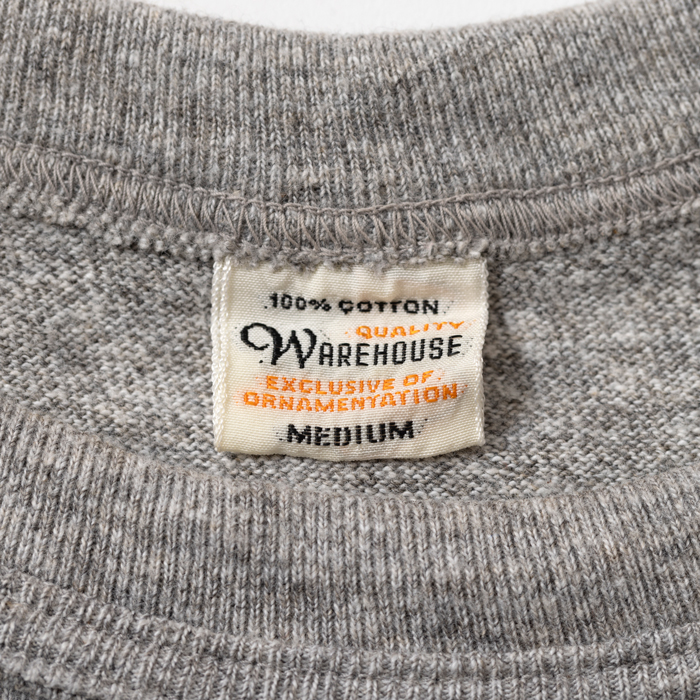 100% COTTON
QUALITY
WAREHOUSE
EXCLUSIVE OF
ORNAMENTATION
MEDIUM